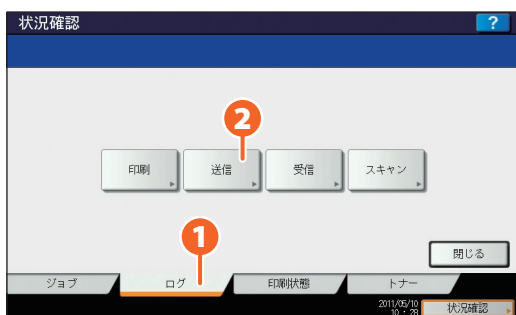 状況確認 ?
2
印刷 送信 受信 スキャン
1
閉じる
ジョブ ログ 印刷状態 トナー
2011/05/10
10：28
状況確認